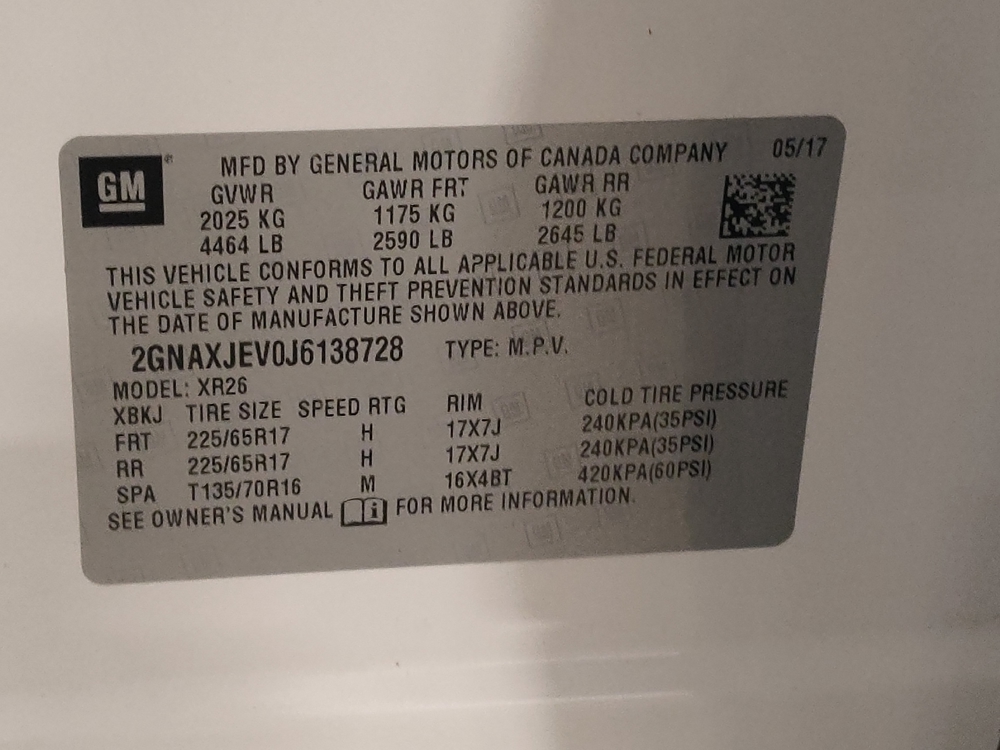 GM ® MFD BY GENERAL MOTORS OF CANADA COMPANY 05/17
GVWR GAWR FRT GAWR RR
2025 KG 1175 KG 1200 KG
4464 LB 2590 LB 2645 LB
THIS VEHICLE CONFORMS TO ALL APPLICABLE U.S. FEDERAL MOTOR
VEHICLE SAFETY AND THEFT PREVENTION STANDARDS IN EFFECT ON
THE DATE OF MANUFACTURE SHOWN ABOVE.
2GNAXJEV0J6138728 TYPE: M.P.V.
MODEL: XR26
XBKJ TIRE SIZE SPEED RTG RIM COLD TIRE PRESSURE
FRT 225/65R17 H 17X7J 240KPA(35PSI)
RR 225/65R17 H 17X7J 240KPA(35PSI)
SPA T135/70R16 M 16X4BT 420KPA(60PSI)
SEE OWNER'S MANUAL i FOR MORE INFORMATION.